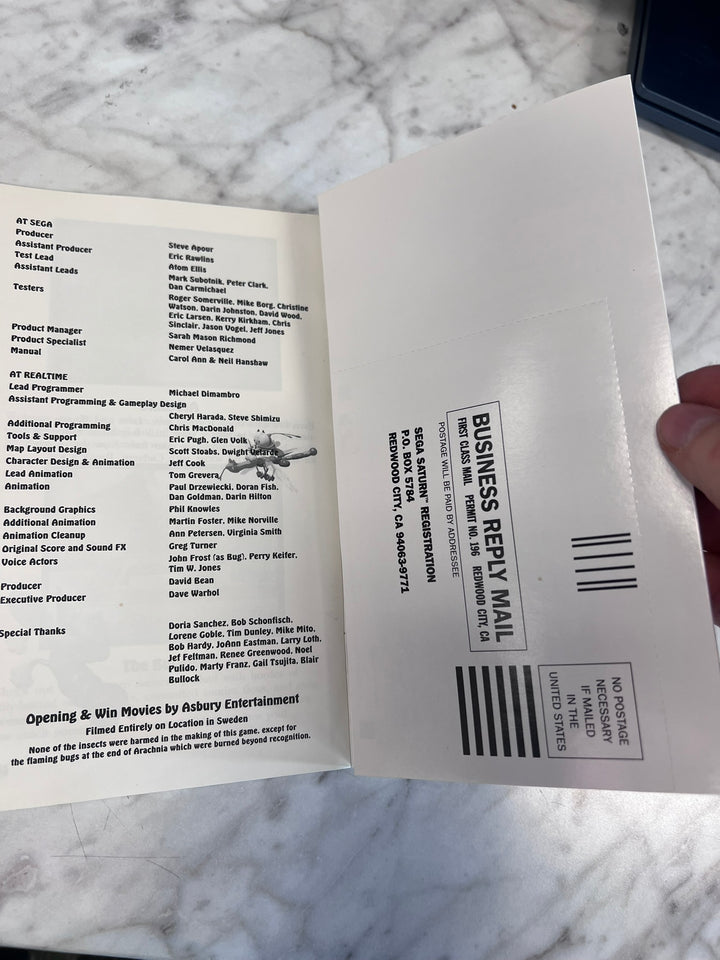 AT SEGA
Producer Steve Apour
Assistant Producer Eric Rawlins
Test Lead Atom Ellis
Assistant Leads Mark Subotnik, Peter Clark,
Dan Carmichael
Testers Roger Somerville, Mike Borg, Christine
Watson, Darin Johnston, David Wood,
Eric Larsen, Kerry Kirkham, Chris
Sinclair, Jason Vogel, Jeff Jones
Product Manager Sarah Mason Richmond
Product Specialist Nemer Velasquez
Manual Carol Ann & Neil Hanshaw
AT REALTIME
Lead Programmer Michael Dimambro
Assistant Programming & Gameplay Design
Cheryl Harada, Steve Shimizu
Additional Programming Chris MacDonald
Tools & Support Eric Pugh, Glen Volk
Map Layout Design Scott Stoabs, Dwight Velarde
Character Design & Animation Jeff Cook
Lead Animation Tom Grevera
Animation Paul Drzewiecki, Doran Fish,
Dan Goldman, Darin Hilton
Background Graphics Phil Knowles
Additional Animation Martin Foster, Mike Norville
Animation Cleanup Ann Petersen, Virginia Smith
Original Score and Sound FX Greg Turner
Voice Actors John Frost (as Bug), Perry Keifer,
Tim W. Jones
Producer David Bean
Executive Producer Dave Warhol
Special Thanks Doria Sanchez, Bob Schonfisch,
Lorene Goble, Tim Dunley, Mike Mito,
Bob Hardy, JoAnn Eastman, Larry Loth,
Jef Feltman, Renee Greenwood, Noel
Pulido, Marty Franz, Gail Tsujita, Blair
Bullock
Opening & Win Movies by Asbury Entertainment
Filmed Entirely on Location in Sweden
None of the insects were harmed in the making of this game, except for
the flaming bugs at the end of Arachnia which were burned beyond recognition.
NO POSTAGE
NECESSARY
IF MAILED
IN THE
UNITED STATES
BUSINESS REPLY MAIL
FIRST CLASS MAIL PERMIT NO. 196 REDWOOD CITY, CA
POSTAGE WILL BE PAID BY ADDRESSEE
SEGA SATURN™ REGISTRATION
P.O. BOX 5784
REDWOOD CITY, CA 94063-9771